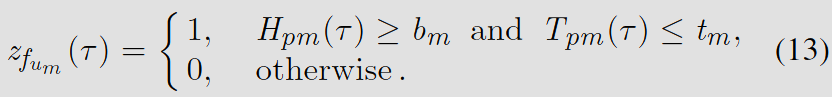 z_{f_{u_m}}(τ) = { 1, H_{pm}(τ) ≥ b_m and T_{pm}(τ) ≤ t_m,
0, otherwise. (13)